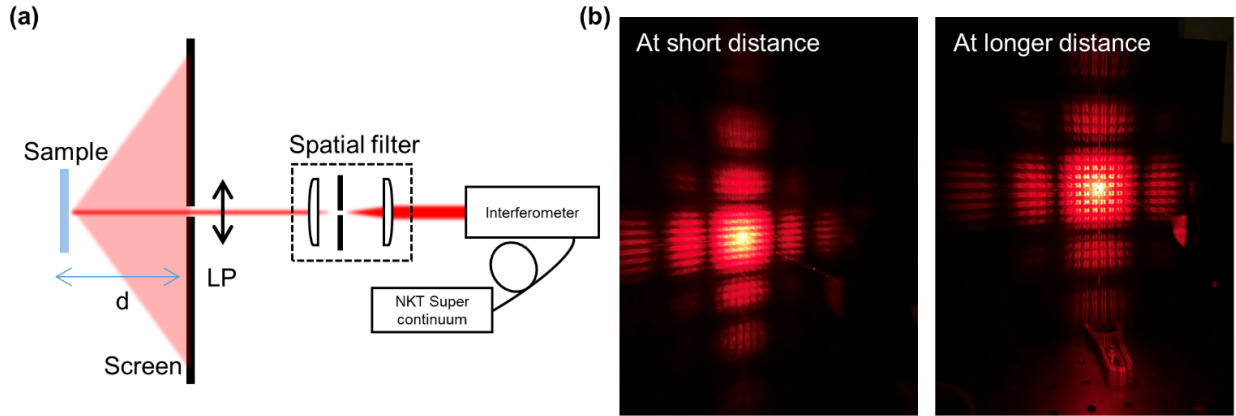 (a)
Sample
d
Screen
LP
Spatial filter
Interferometer
NKT Super
continuum
(b)
At short distance
At longer distance